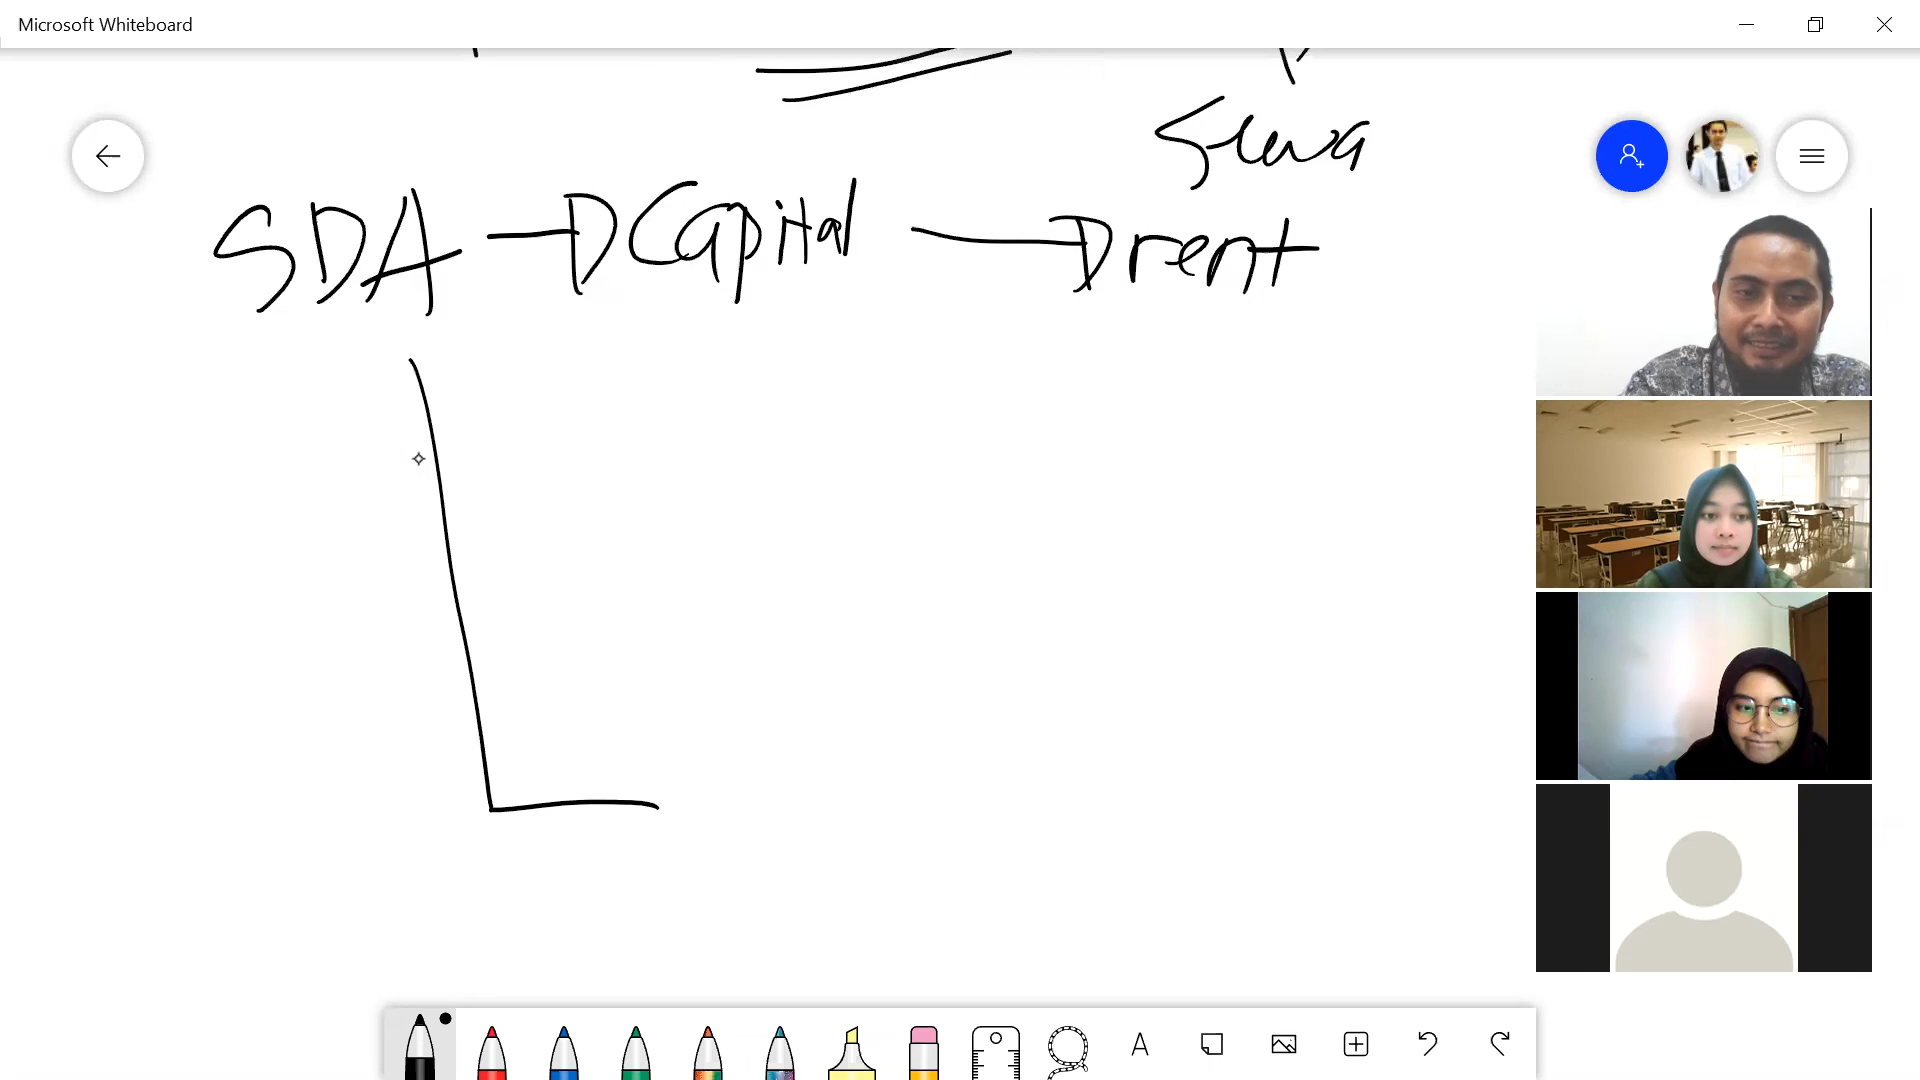 Microsoft Whiteboard
Sewa
SDA → Capital → rent
A